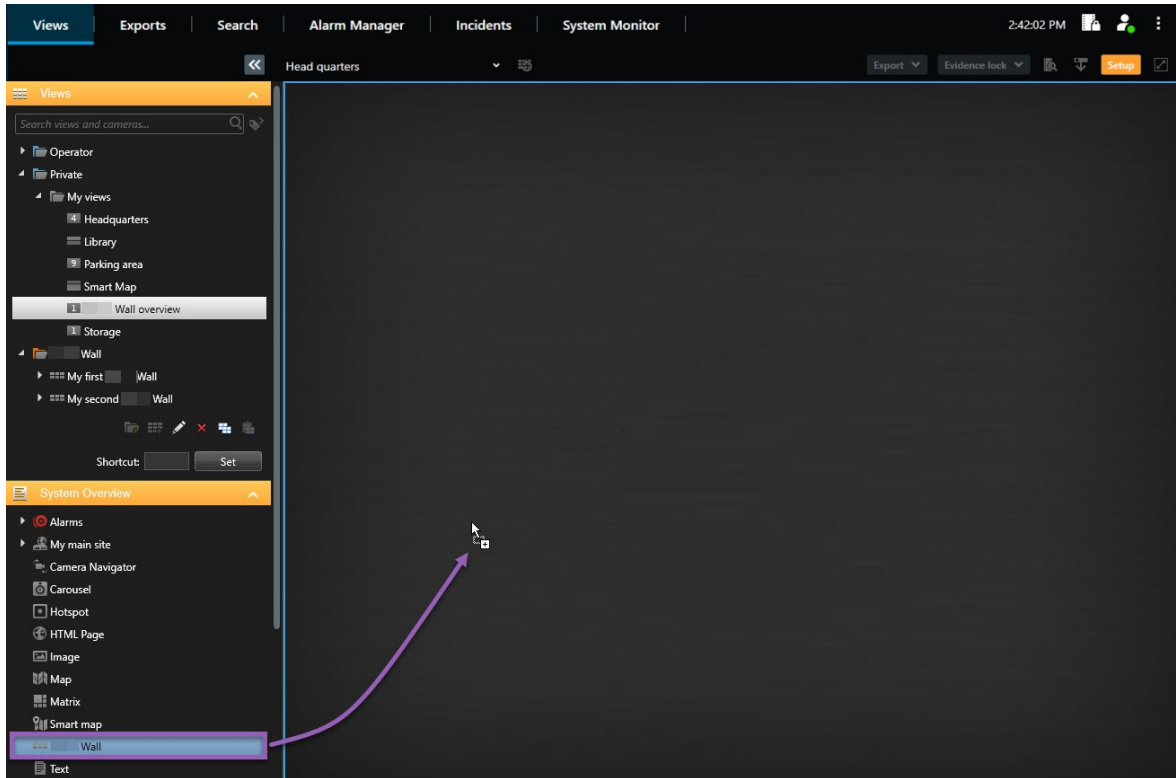 Views Exports Search Alarm Manager Incidents System Monitor 2:42:02 PM
Head quarters Export Evidence lock Setup
Views
Search views and cameras...
Operator
Private
My views
4 Headquarters
Library
9 Parking area
Smart Map
1 Wall overview
1 Storage
Wall
My first Wall
My second Wall
Shortcut: Set
System Overview
Alarms
My main site
Camera Navigator
Carousel
Hotspot
HTML Page
Image
Map
Matrix
Smart map
Wall
Text